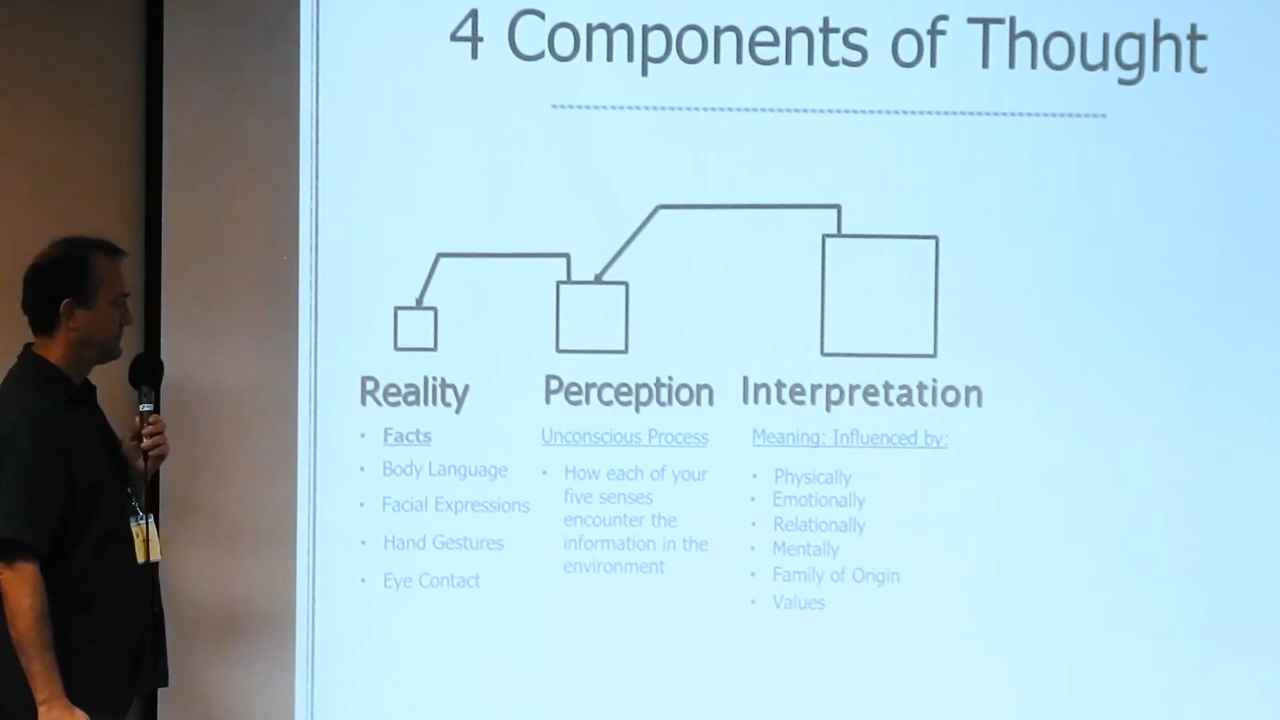 4 Components of Thought
Reality
• Facts
• Body Language
• Facial Expressions
• Hand Gestures
• Eye Contact
Perception
Unconscious Process
• How each of your
five senses
encounter the
information in the
environment
Interpretation
Meaning: Influenced by:
• Physically
• Emotionally
• Relationally
• Mentally
• Family of Origin
• Values